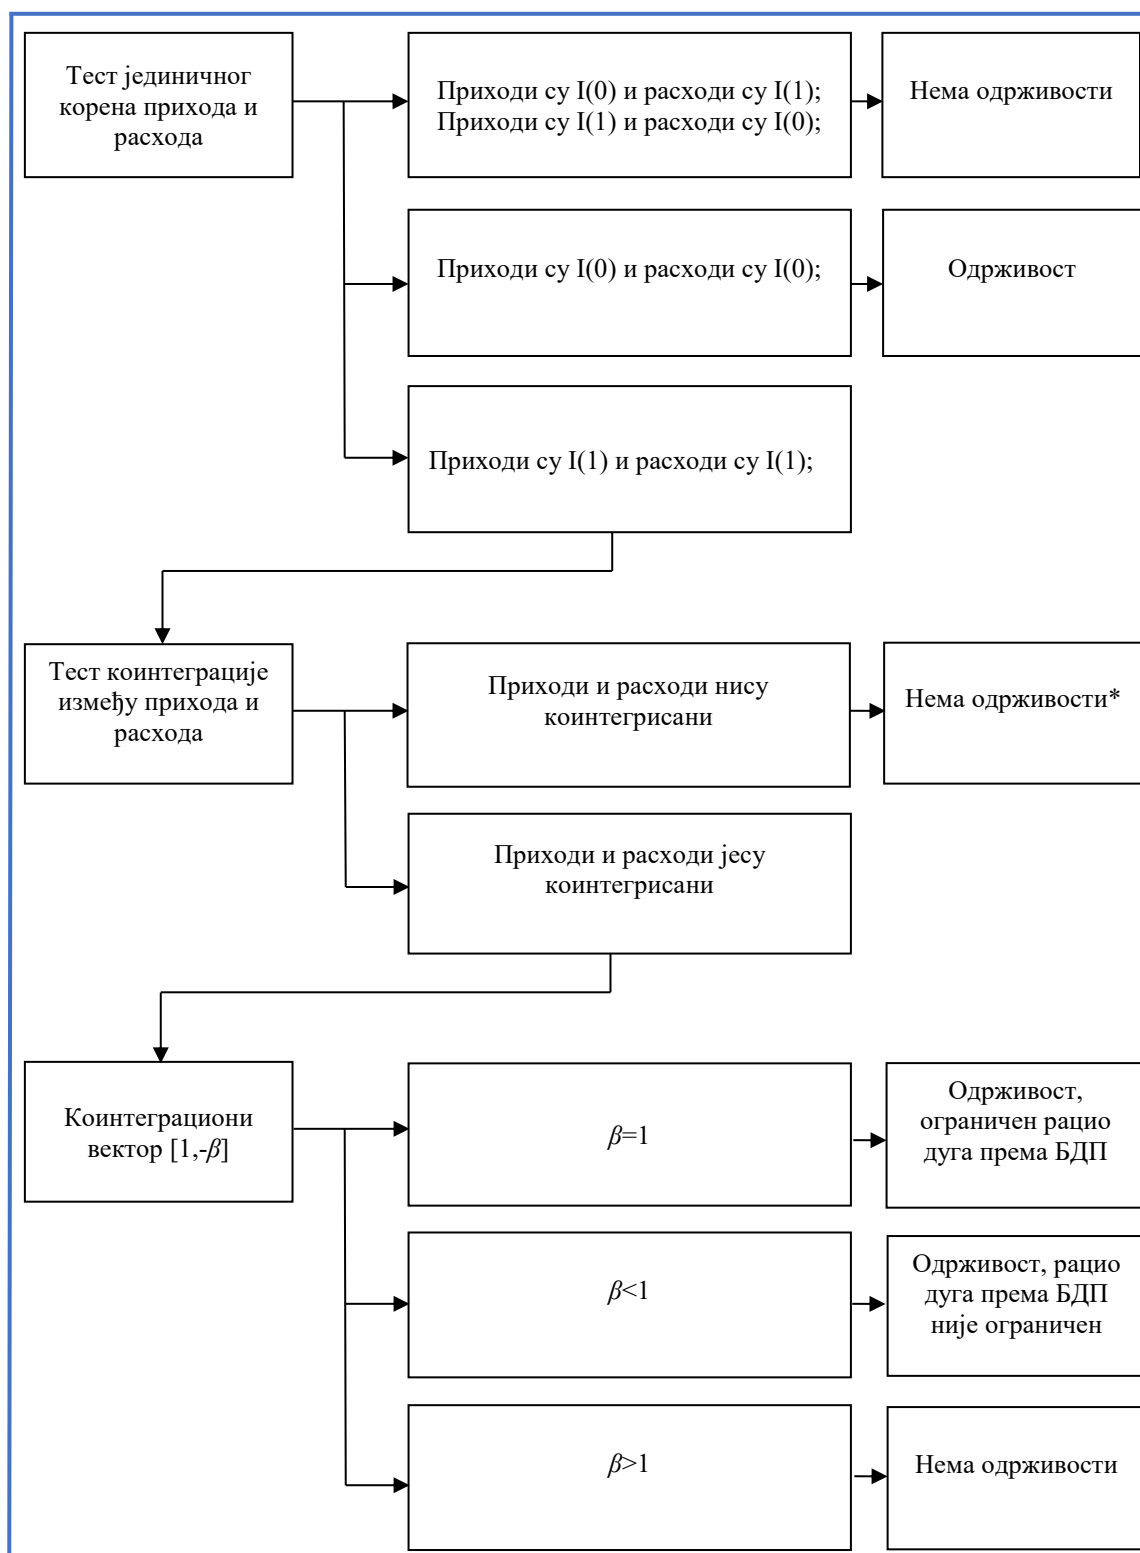 Тест јединичног
корена прихода и
расхода
Приходи су I(0) и расходи су I(1);
Приходи су I(1) и расходи су I(0);
Нема одрживости
Приходи су I(0) и расходи су I(0);
Одрживост
Приходи су I(1) и расходи су I(1);
Тест коинтеграције
између прихода и
расхода
Приходи и расходи нису
коинтегрисани
Нема одрживости*
Приходи и расходи јесу
коинтегрисани
Коинтеграциони
вектор [1,-β]
β=1
Одрживост,
ограничен рацио
дуга према БДП
β<1
Одрживост, рацио
дуга према БДП
није ограничен
β>1
Нема одрживости